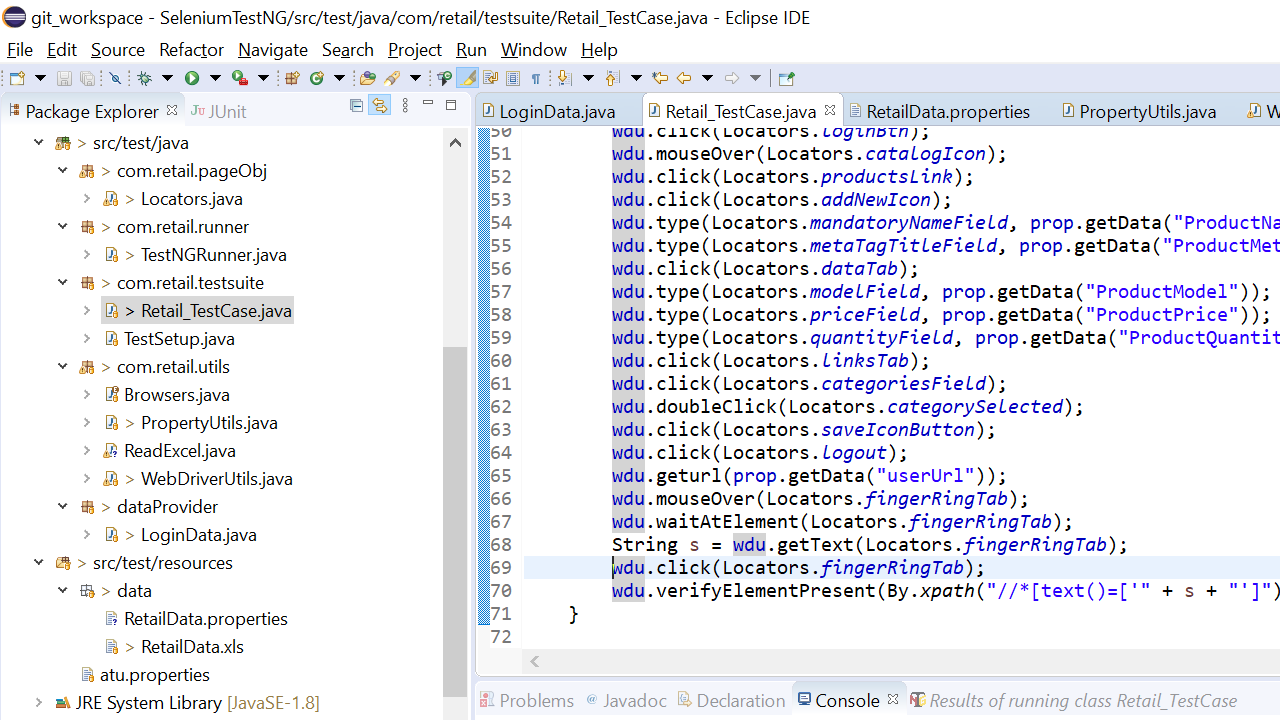 git_workspace - SeleniumTestNG/src/test/java/com/retail/testsuite/Retail_TestCase.java - Eclipse IDE
File Edit Source Refactor Navigate Search Project Run Window Help
Package Explorer JUnit
> src/test/java
> com.retail.pageObj
> Locators.java
> com.retail.runner
> TestNGRunner.java
> com.retail.testsuite
> Retail_TestCase.java
TestSetup.java
> com.retail.utils
Browsers.java
> PropertyUtils.java
ReadExcel.java
> WebDriverUtils.java
> dataProvider
> LoginData.java
> src/test/resources
> data
RetailData.properties
> RetailData.xls
atu.properties
JRE System Library [JavaSE-1.8]
LoginData.java Retail_TestCase.java RetailData.properties PropertyUtils.java W
50 wdu.click(Locators.loginBtn);
51 wdu.mouseOver(Locators.catalogIcon);
52 wdu.click(Locators.productsLink);
53 wdu.click(Locators.addNewIcon);
54 wdu.type(Locators.mandatoryNameField, prop.getData("ProductNa
55 wdu.type(Locators.metaTagTitleField, prop.getData("ProductMet
56 wdu.click(Locators.dataTab);
57 wdu.type(Locators.modelField, prop.getData("ProductModel"));
58 wdu.type(Locators.priceField, prop.getData("ProductPrice"));
59 wdu.type(Locators.quantityField, prop.getData("ProductQuantit
60 wdu.click(Locators.linksTab);
61 wdu.click(Locators.categoriesField);
62 wdu.doubleClick(Locators.categorySelected);
63 wdu.click(Locators.saveIconButton);
64 wdu.click(Locators.logout);
65 wdu.geturl(prop.getData("userUrl"));
66 wdu.mouseOver(Locators.fingerRingTab);
67 wdu.waitAtElement(Locators.fingerRingTab);
68 String s = wdu.getText(Locators.fingerRingTab);
69 wdu.click(Locators.fingerRingTab);
70 wdu.verifyElementPresent(By.xpath("//*[text()=['" + s + "']")
71 }
72
Problems Javadoc Declaration Console Results of running class Retail_TestCase